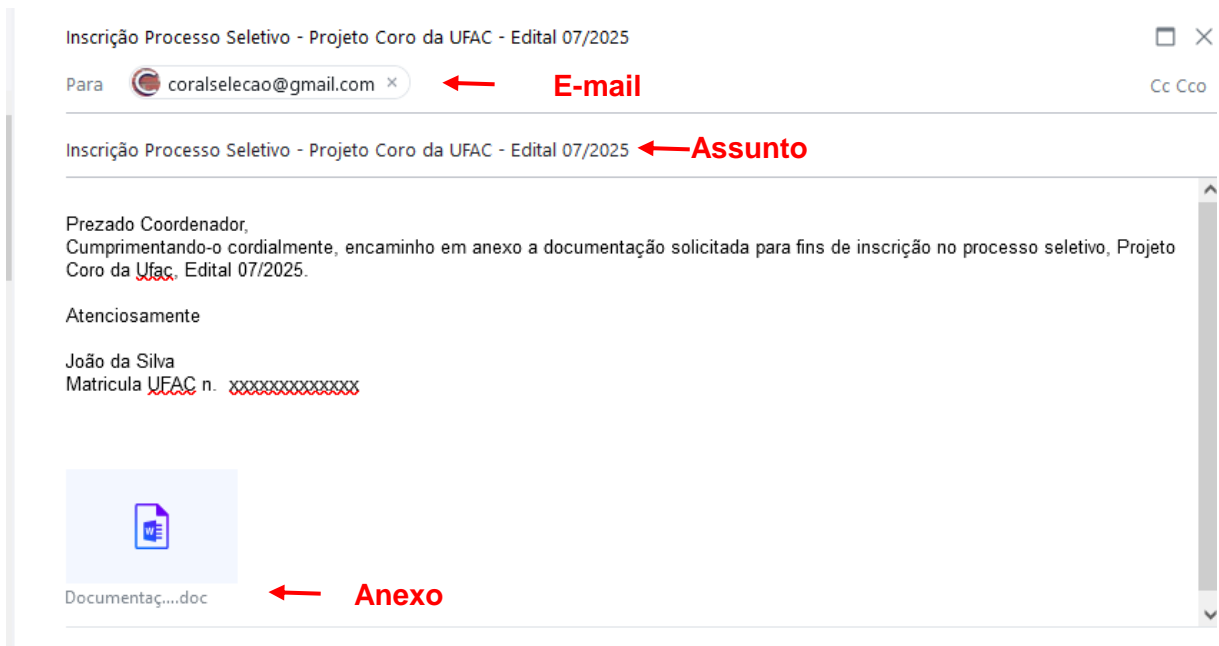 Inscrição Processo Seletivo - Projeto Coro da UFAC - Edital 07/2025
Para coralselecao@gmail.com × E-mail Cc Cco
Inscrição Processo Seletivo - Projeto Coro da UFAC - Edital 07/2025 Assunto
Prezado Coordenador,
Cumprimentando-o cordialmente, encaminho em anexo a documentação solicitada para fins de inscrição no processo seletivo, Projeto
Coro da Ufac, Edital 07/2025.
Atenciosamente
João da Silva
Matricula UFAC n. xxxxxxxxxxxxx
W
Documentaç....doc Anexo